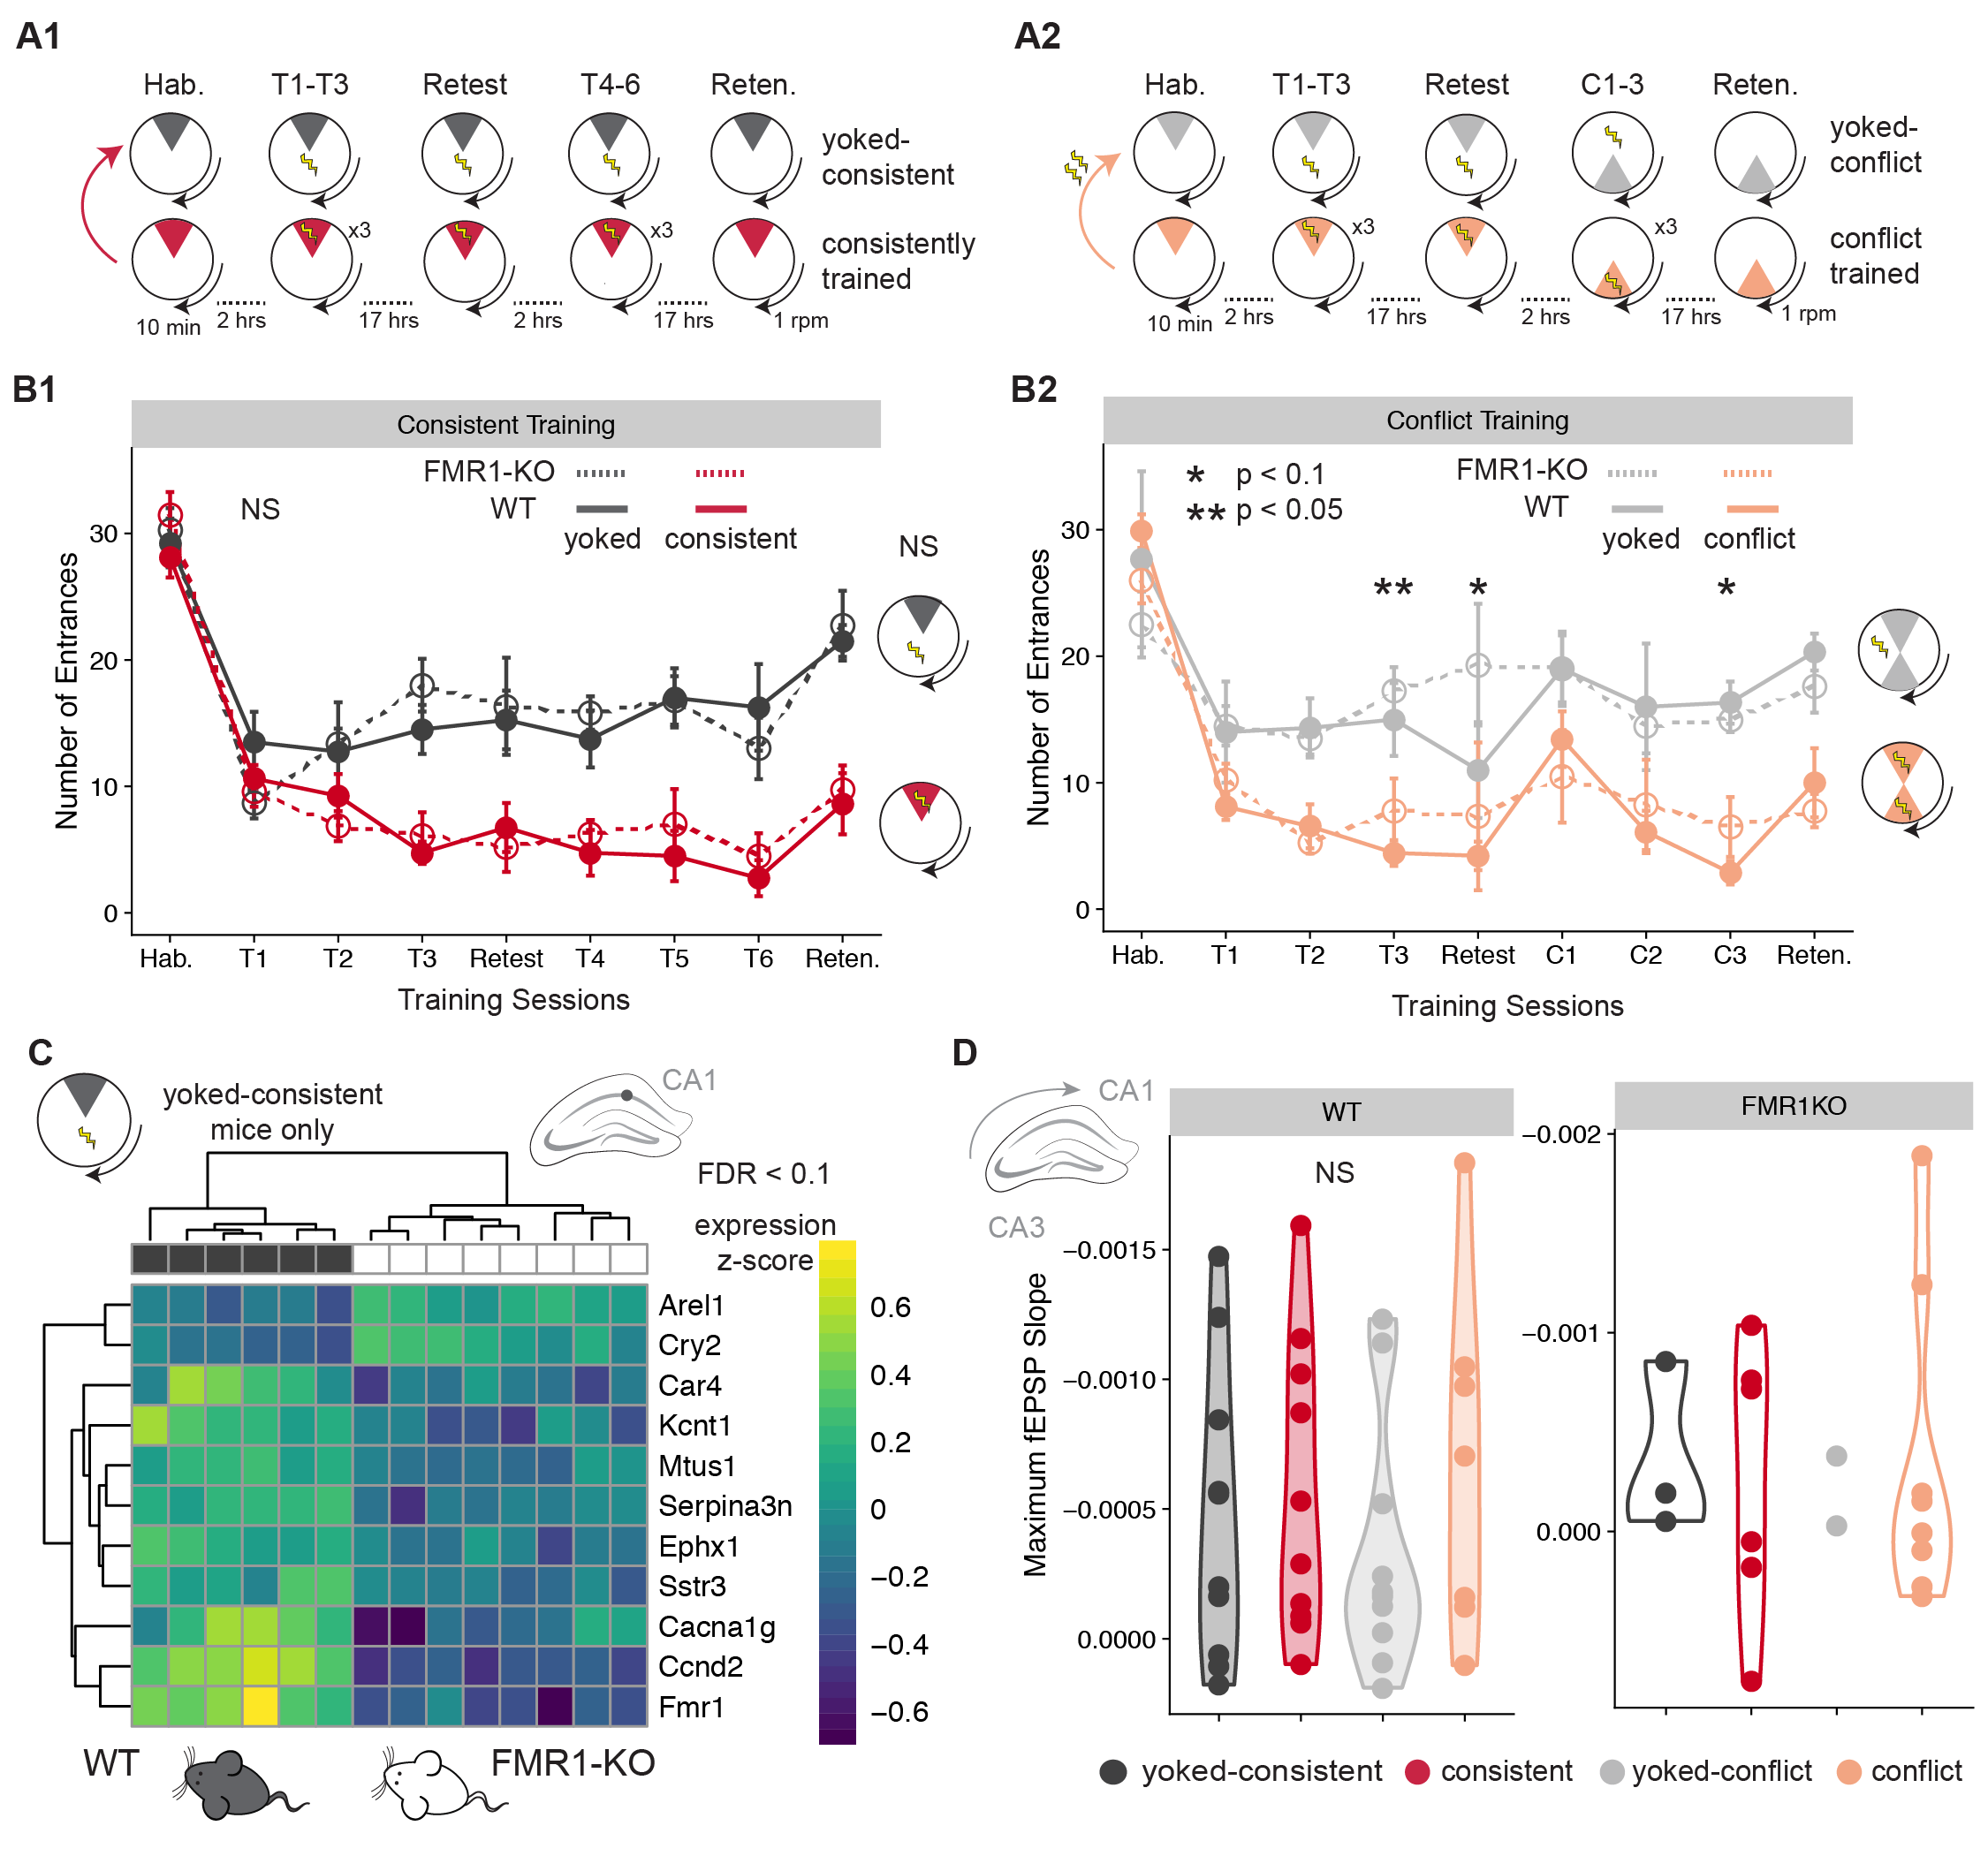 A1
Hab. T1-T3 Retest T4-6 Reten.
yoked-
consistent
x3 x3
consistently
trained
10 min 2 hrs 17 hrs 2 hrs 17 hrs 1 rpm
A2
Hab. T1-T3 Retest C1-3 Reten.
yoked-
conflict
x3 x3
conflict
trained
10 min 2 hrs 17 hrs 2 hrs 17 hrs 1 rpm
B1
Consistent Training
FMR1-KO
NS WT
yoked consistent
NS
Number of Entrances
30
20
10
0
Hab. T1 T2 T3 Retest T4 T5 T6 Reten.
Training Sessions
B2
Conflict Training
* p < 0.1
** p < 0.05
FMR1-KO
WT
yoked conflict
** * *
Number of Entrances
30
20
10
0
Hab. T1 T2 T3 Retest C1 C2 C3 Reten.
Training Sessions
C
yoked-consistent
mice only
CA1
FDR < 0.1
expression
z-score
Arel1
Cry2
Car4
Kcnt1
Mtus1
Serpina3n
Ephx1
Sstr3
Cacna1g
Ccnd2
Fmr1
0.6
0.4
0.2
0
−0.2
−0.4
−0.6
WT FMR1-KO
D
CA1
CA3
WT
NS
Maximum fEPSP Slope
−0.0015
−0.0010
−0.0005
0.0000
FMR1KO
−0.002
−0.001
0.000
yoked-consistent consistent yoked-conflict conflict